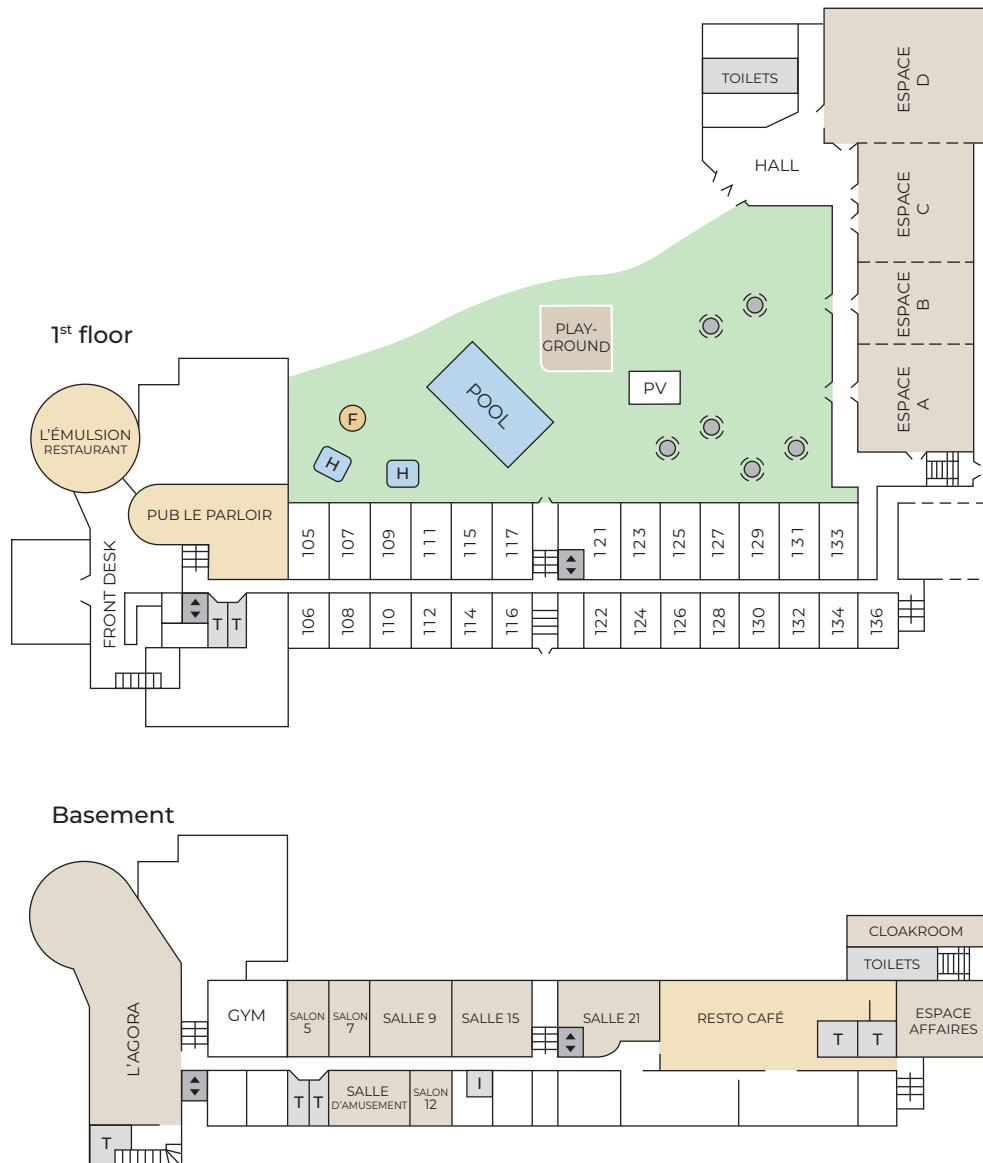 ESPACE
D
TOILETS
HALL
ESPACE
C
ESPACE
B
ESPACE
A
1st floor
PLAY-
GROUND
PV
POOL
F
H
H
L'ÉMULSION
RESTAURANT
PUB LE PARLOIR
FRONT DESK
105
107
109
111
115
117
121
123
125
127
129
131
133
T
T
106
108
110
112
114
116
122
124
126
128
130
132
134
136
Basement
CLOAKROOM
TOILETS
L'AGORA
GYM
SALON
5
SALON
7
SALLE 9
SALLE 15
SALLE 21
RESTO CAFÉ
T
T
ESPACE
AFFAIRES
T
T
SALLE
D'AMUSEMENT
SALON
12
I
T